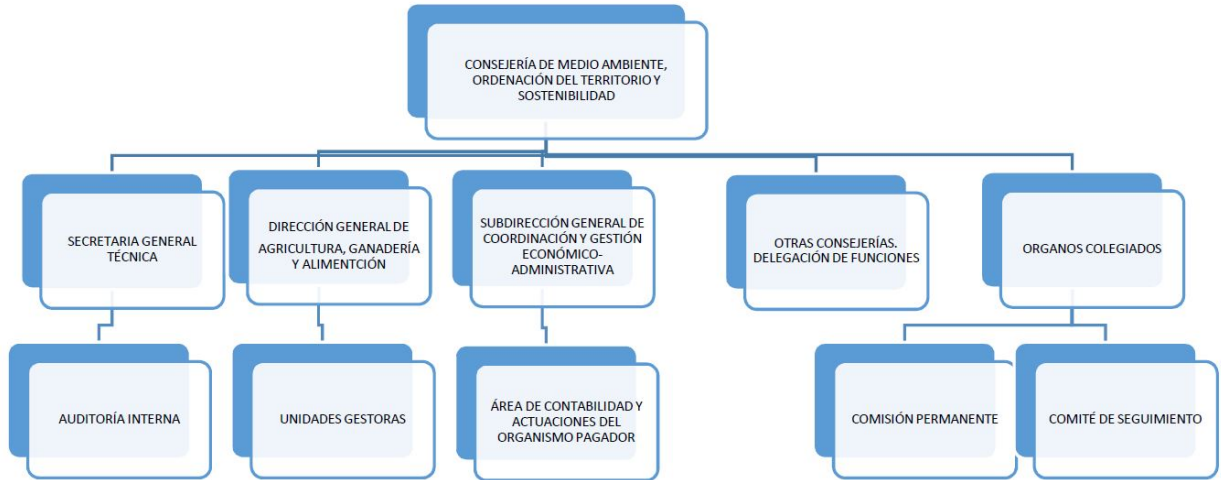 CONSEJERÍA DE MEDIO AMBIENTE,
ORDENACIÓN DEL TERRITORIO Y
SOSTENIBILIDAD
SECRETARIA GENERAL
TÉCNICA
DIRECCIÓN GENERAL DE
AGRICULTURA, GANADERÍA
Y ALIMENTCIÓN
SUBDIRECCIÓN GENERAL DE
COORDINACIÓN Y GESTIÓN
ECONÓMICO-
ADMINISTRATIVA
OTRAS CONSEJERÍAS.
DELEGACIÓN DE FUNCIONES
ORGANOS COLEGIADOS
AUDITORÍA INTERNA
UNIDADES GESTORAS
ÁREA DE CONTABILIDAD Y
ACTUACIONES DEL
ORGANISMO PAGADOR
COMISIÓN PERMANENTE
COMITÉ DE SEGUIMIENTO